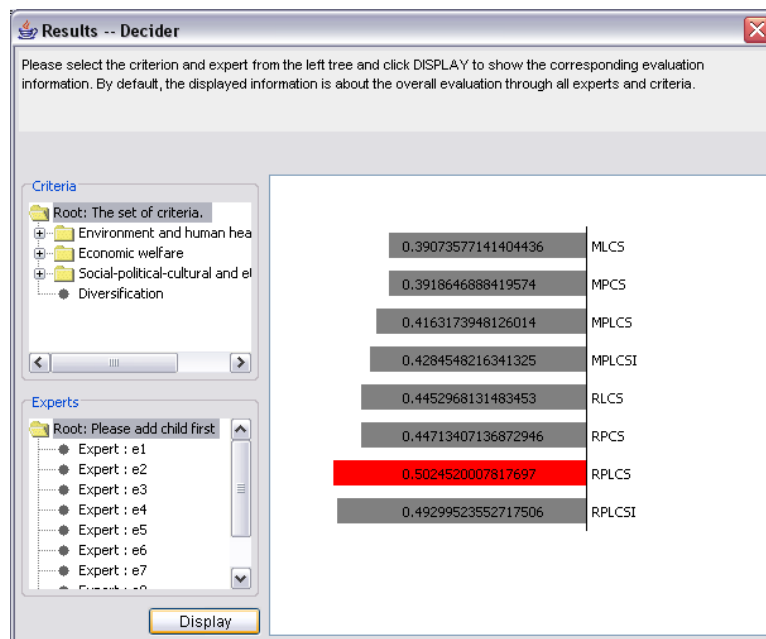 Results -- Decider
Please select the criterion and expert from the left tree and click DISPLAY to show the corresponding evaluation
information. By default, the displayed information is about the overall evaluation through all experts and criteria.
Criteria
Root: The set of criteria.
Environment and human hea
Economic welfare
Social-political-cultural and et
Diversification
Experts
Root: Please add child first
Expert : e1
Expert : e2
Expert : e3
Expert : e4
Expert : e5
Expert : e6
Expert : e7
Display
0.39073577141404436 MLCS
0.3918646888419574 MPCS
0.4163173948126014 MPLCS
0.4284548216341325 MPLCSI
0.4452968131483453 RLCS
0.44713407136872946 RPCS
0.5024520007817697 RPLCS
0.49299523552717506 RPLCSI